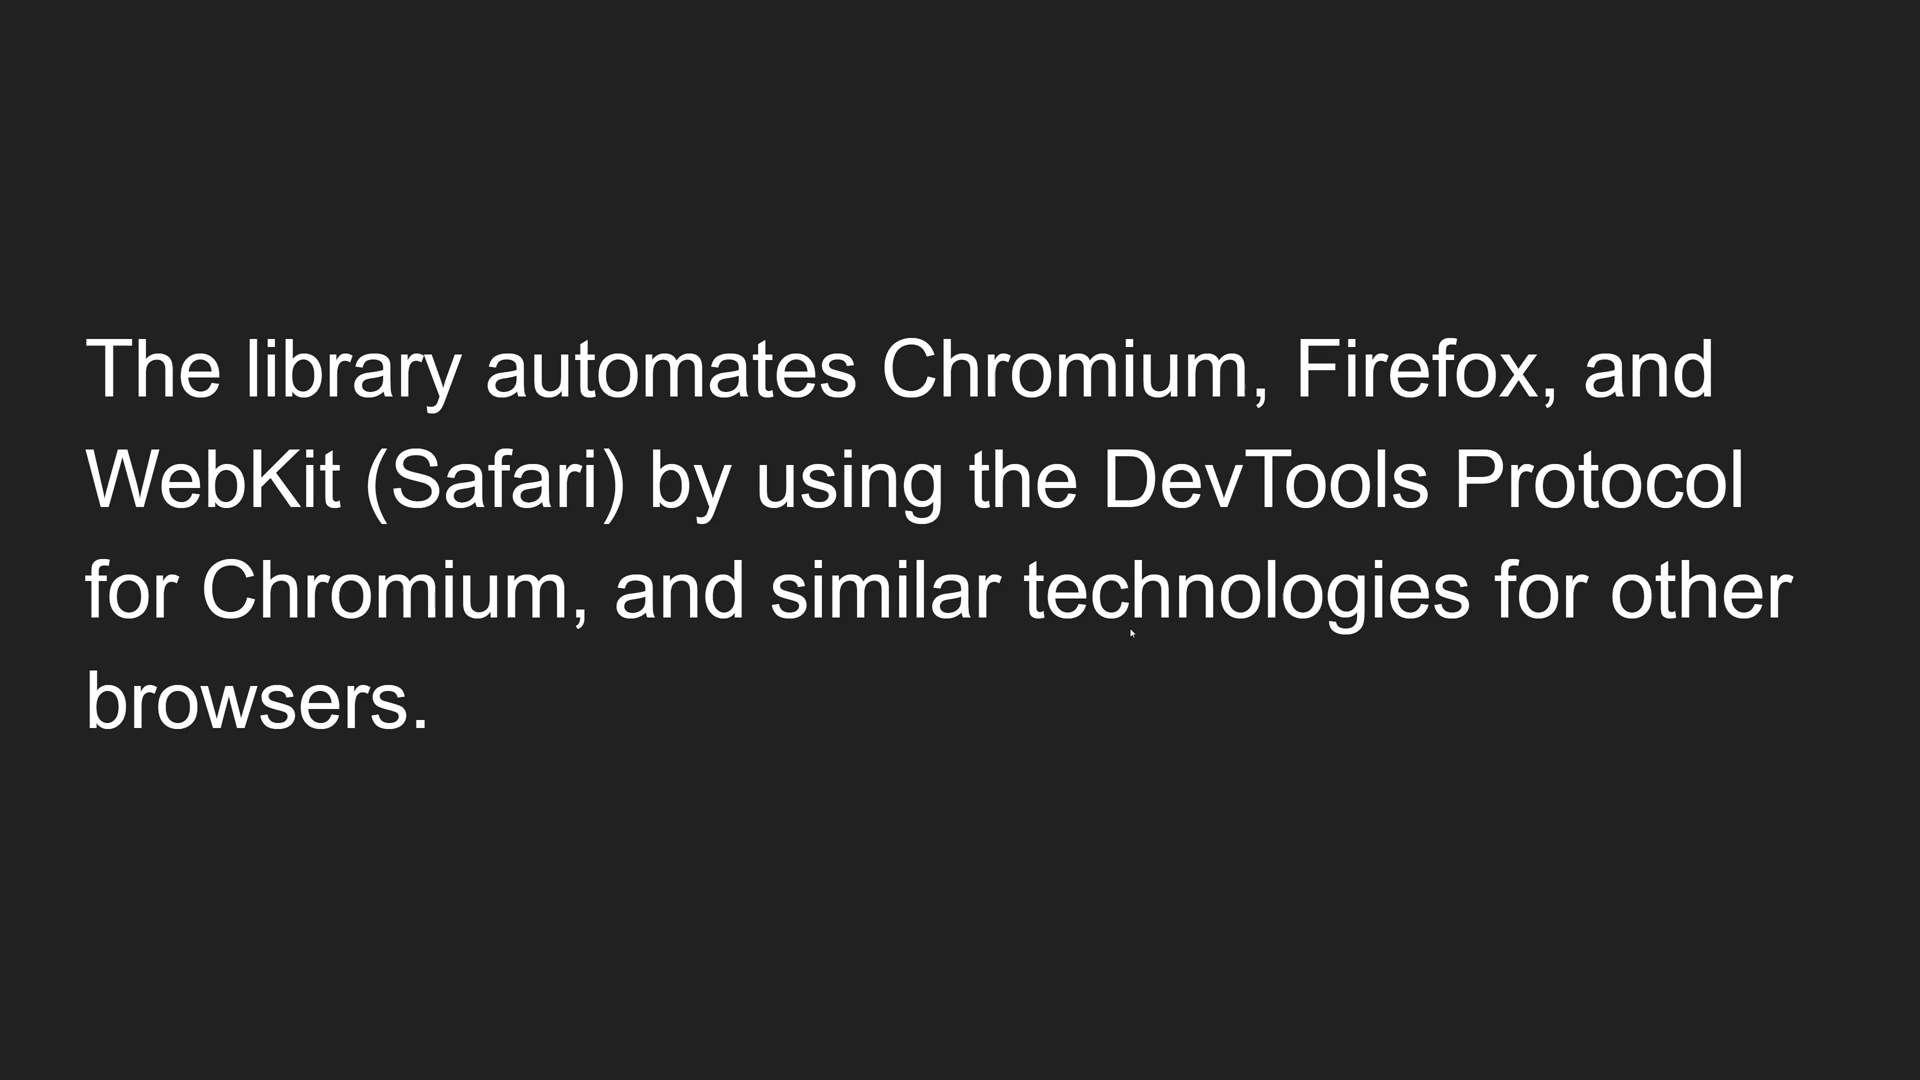 The library automates Chromium, Firefox, and
WebKit (Safari) by using the DevTools Protocol
for Chromium, and similar technologies for other
browsers.